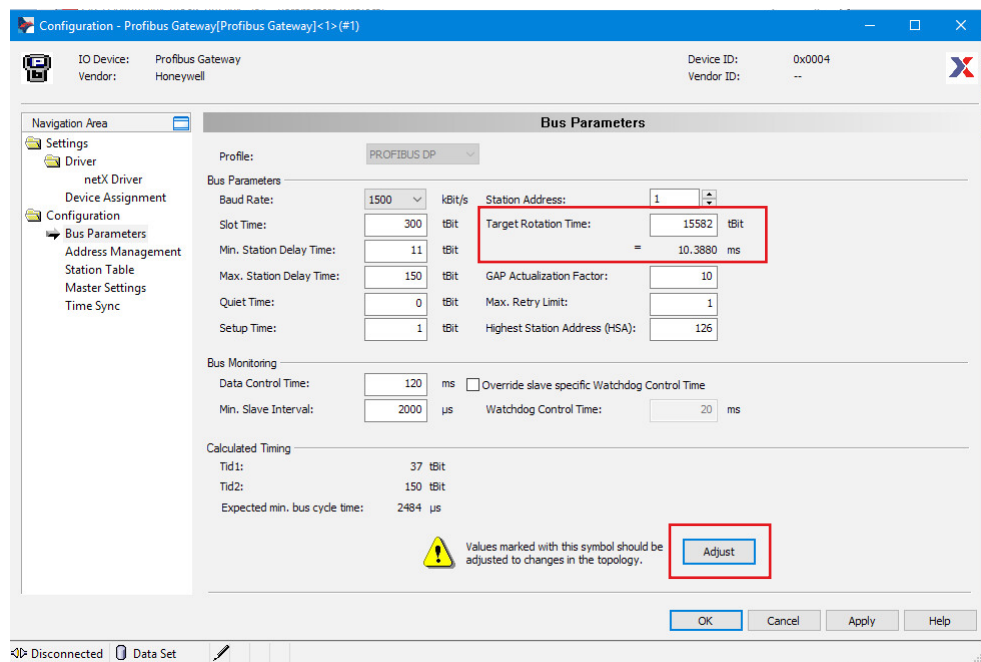 Configuration - Profibus Gateway[Profibus Gateway]<1>(#1)
IO Device: Profibus Gateway Device ID: 0x0004
Vendor: Honeywell Vendor ID: --
Navigation Area
Settings
Driver
netX Driver
Device Assignment
Configuration
Bus Parameters
Address Management
Station Table
Master Settings
Time Sync
Bus Parameters
Profile: PROFIBUS DP
Bus Parameters
Baud Rate: 1500 kBit/s Station Address: 1
Slot Time: 300 tBit Target Rotation Time: 15582 tBit
Min. Station Delay Time: 11 tBit = 10.3880 ms
Max. Station Delay Time: 150 tBit GAP Actualization Factor: 10
Quiet Time: 0 tBit Max. Retry Limit: 1
Setup Time: 1 tBit Highest Station Address (HSA): 126
Bus Monitoring
Data Control Time: 120 ms Override slave specific Watchdog Control Time
Min. Slave Interval: 2000 µs Watchdog Control Time: 20 ms
Calculated Timing
Tid1: 37 tBit
Tid2: 150 tBit
Expected min. bus cycle time: 2484 µs
Values marked with this symbol should be
adjusted to changes in the topology.
Adjust
OK Cancel Apply Help
Disconnected Data Set